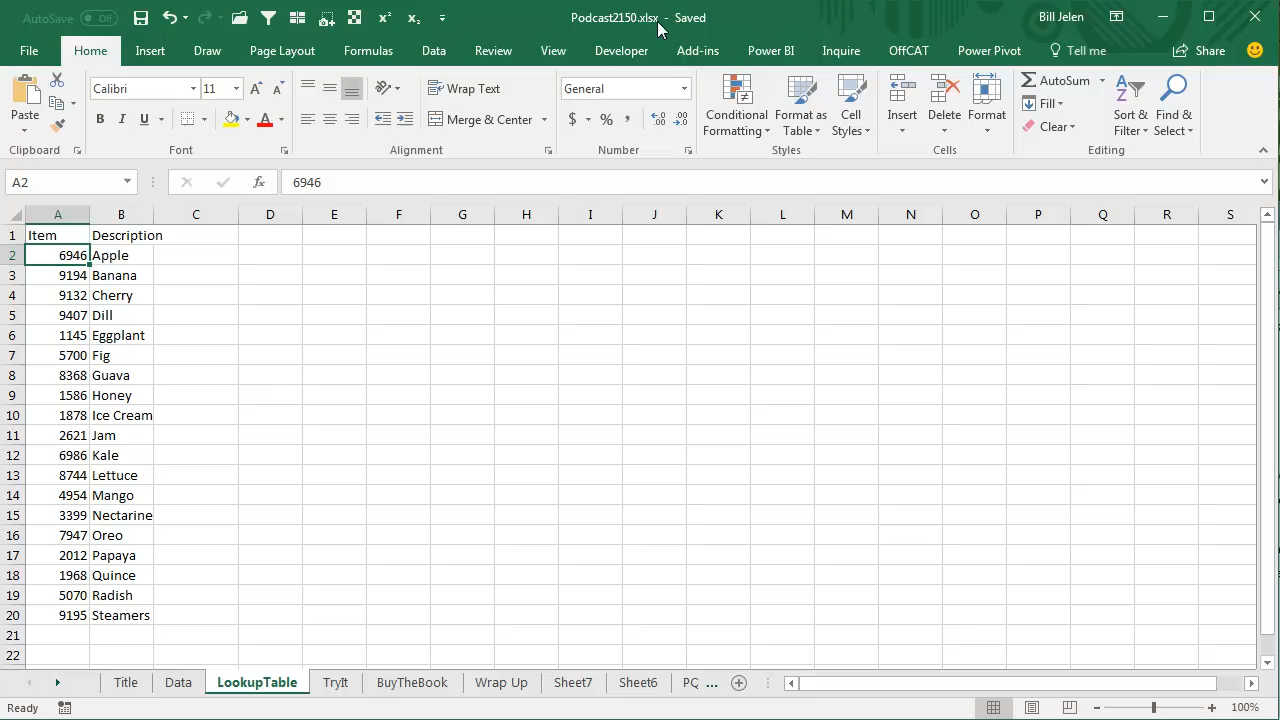 AutoSave Off Podcast2150.xlsx - Saved Bill Jelen
File Home Insert Draw Page Layout Formulas Data Review View Developer Add-ins Power BI Inquire OffCAT Power Pivot Tell me Share
Paste
Clipboard
Calibri 11
B I U
Font
Wrap Text
Merge & Center
Alignment
General
$ % ,
Number
Conditional Formatting
Format as Table
Cell Styles
Styles
Insert Delete Format
Cells
AutoSum
Fill
Clear
Sort & Filter
Find & Select
Editing
A2 fx 6946
A B C D E F G H I J K L M N O P Q R S
1 Item Description
2 6946 Apple
3 9194 Banana
4 9132 Cherry
5 9407 Dill
6 1145 Eggplant
7 5700 Fig
8 8368 Guava
9 1586 Honey
10 1878 Ice Cream
11 2621 Jam
12 6986 Kale
13 8744 Lettuce
14 4954 Mango
15 3399 Nectarine
16 7947 Oreo
17 2012 Papaya
18 1968 Quince
19 5070 Radish
20 9195 Steamers
21
22
Title Data LookupTable TryIt BuyTheBook Wrap Up Sheet7 Sheet6 PQ ...
Ready 100%